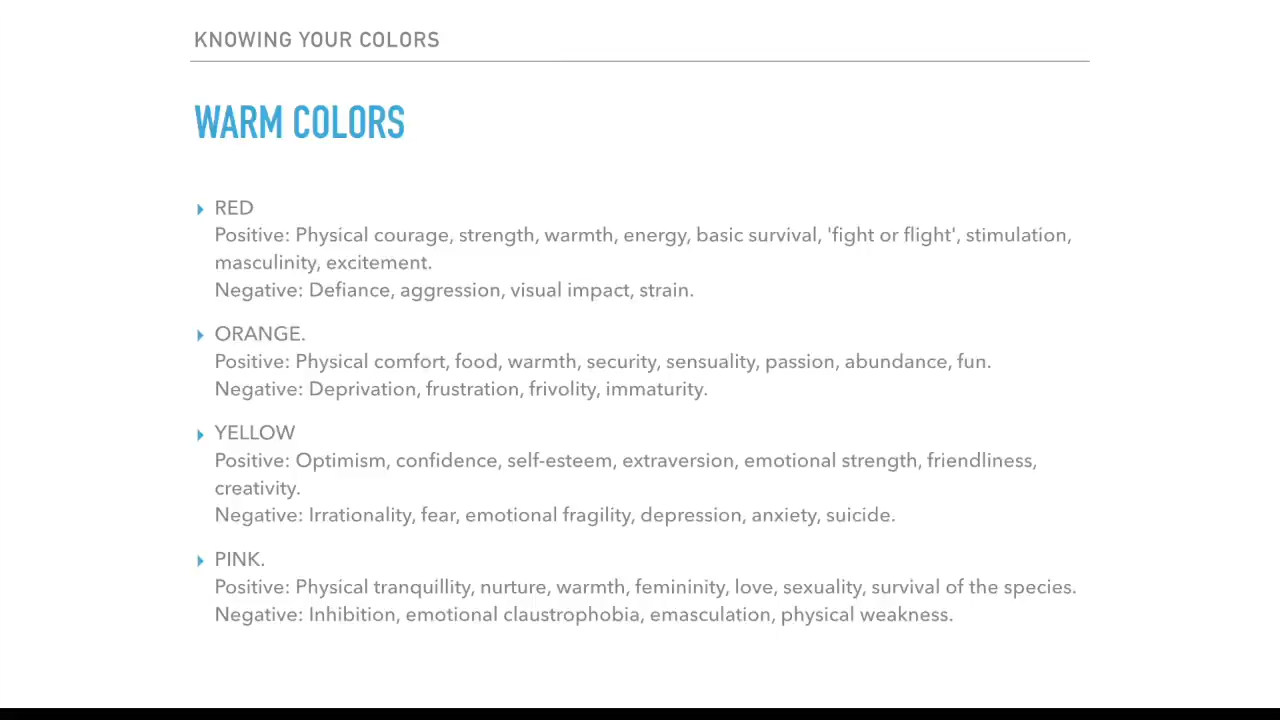 KNOWING YOUR COLORS
WARM COLORS
RED
Positive: Physical courage, strength, warmth, energy, basic survival, 'fight or flight', stimulation,
masculinity, excitement.
Negative: Defiance, aggression, visual impact, strain.
ORANGE.
Positive: Physical comfort, food, warmth, security, sensuality, passion, abundance, fun.
Negative: Deprivation, frustration, frivolity, immaturity.
YELLOW
Positive: Optimism, confidence, self-esteem, extraversion, emotional strength, friendliness,
creativity.
Negative: Irrationality, fear, emotional fragility, depression, anxiety, suicide.
PINK.
Positive: Physical tranquillity, nurture, warmth, femininity, love, sexuality, survival of the species.
Negative: Inhibition, emotional claustrophobia, emasculation, physical weakness.